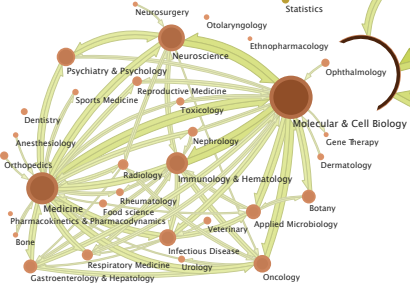 Neurosurgery
Statistics
Otolaryngology
Ethnopharmacology
Neuroscience
Psychiatry & Psychology
Ophthalmology
Reproductive Medicine
Sports Medicine
Toxicology
Dentistry
Molecular & Cell Biology
Anesthesiology
Nephrology
Gene Therapy
Orthopedics
Dermatology
Radiology
Immunology & Hematology
Rheumatology
Medicine
Food science
Botany
Pharmacokinetics & Pharmacodynamics
Applied Microbiology
Veterinary
Bone
Infectious Disease
Respiratory Medicine
Urology
Gastroenterology & Hepatology
Oncology